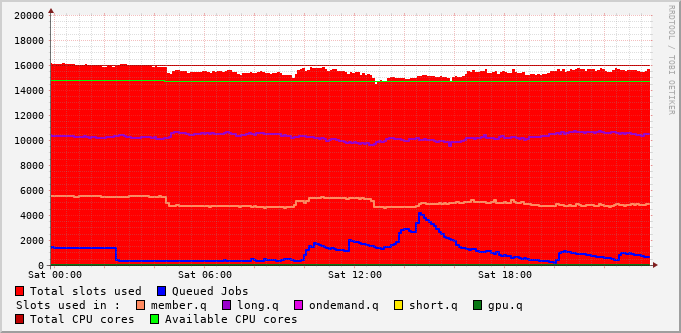 20000
18000
16000
14000
12000
10000
8000
6000
4000
2000
0
Sat 00:00 Sat 06:00 Sat 12:00 Sat 18:00
RRDTOOL / TOBI OETIKER
Total slots used Queued Jobs
Slots used in : member.q long.q ondemand.q short.q gpu.q
Total CPU cores Available CPU cores